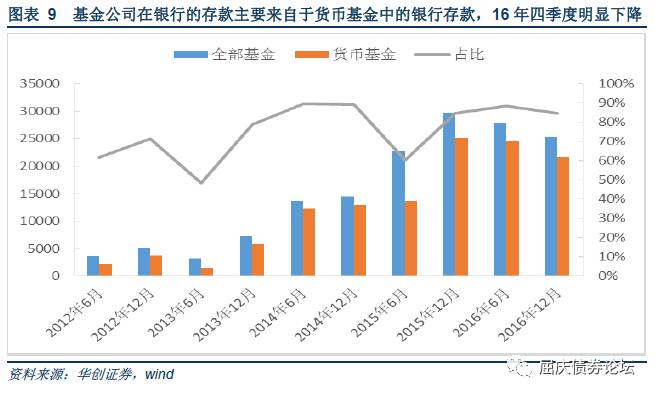 图表 9 基金公司在银行的存款主要来自于货币基金中的银行存款，16 年四季度明显下降
全部基金 货币基金 占比
35000
30000
25000
20000
15000
10000
5000
0
100%
90%
80%
70%
60%
50%
40%
30%
20%
10%
0%
2012年6月
2012年12月
2013年6月
2013年12月
2014年6月
2014年12月
2015年6月
2015年12月
2016年6月
2016年12月
资料来源：华创证券，wind
屈庆债券论坛